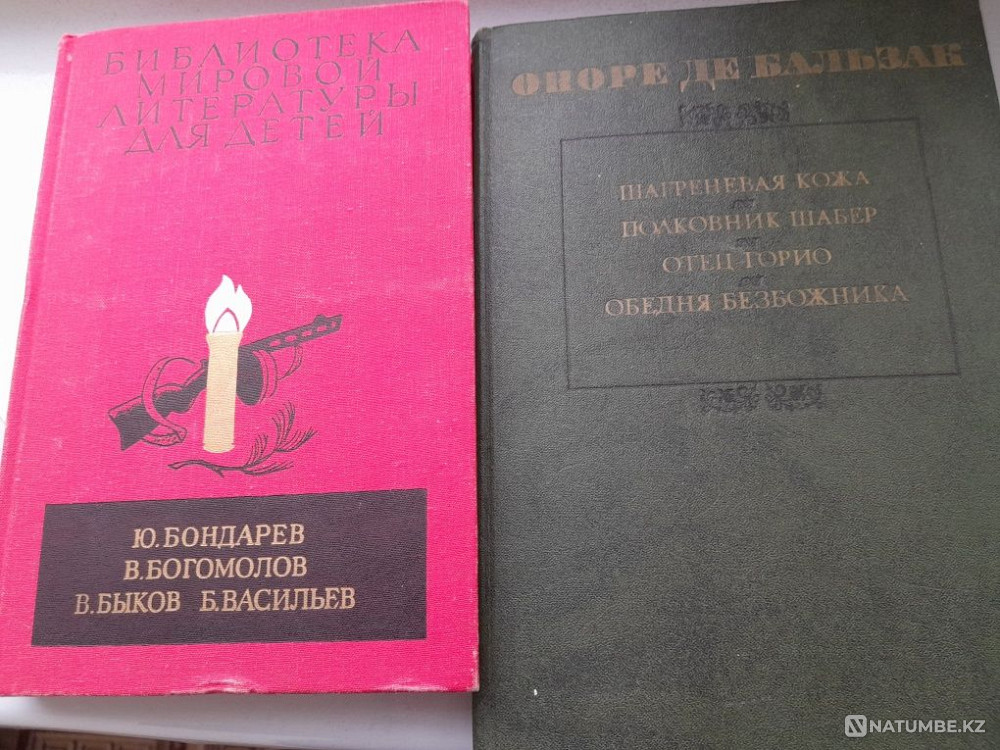 БИБЛИОТЕКА
МИРОВОЙ
ЛИТЕРАТУРЫ
ДЛЯ ДЕТЕЙ
Ю.БОНДАРЕВ
В.БОГОМОЛОВ
В.БЫКОВ Б.ВАСИЛЬЕВ
ОНОРЕ ДЕ БАЛЬЗАК
ШАГРЕНЕВАЯ КОЖА
ПОЛКОВНИК ШАБЕР
ОТЕЦ ГОРИО
ОБЕДНЯ БЕЗБОЖНИКА
NATUMBE.KZ